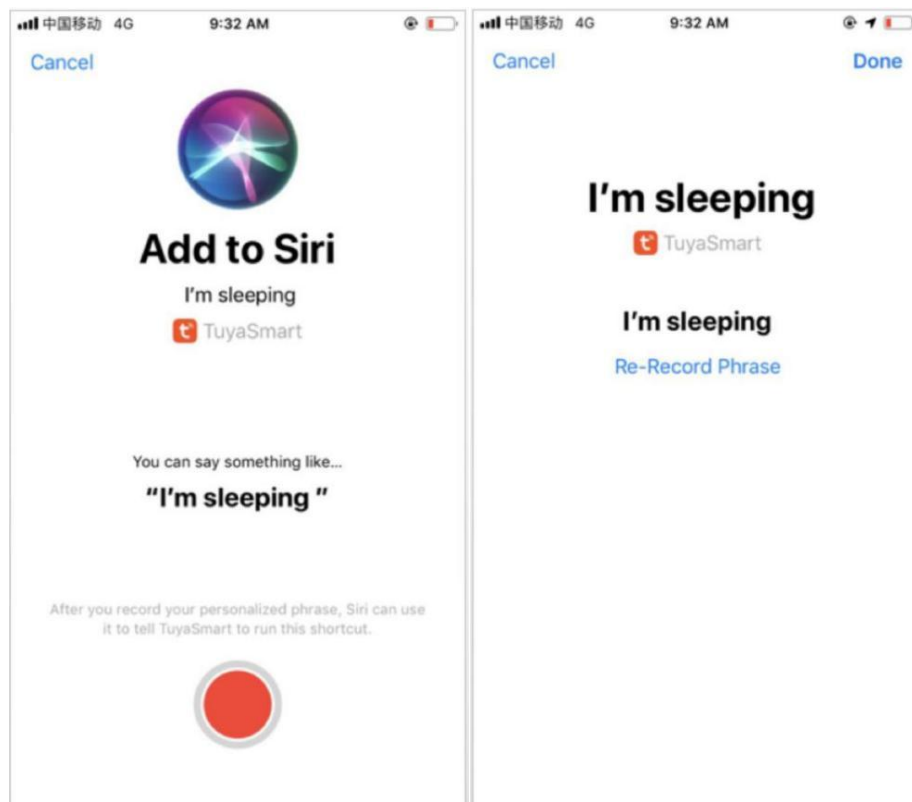 中国移动 4G 9:32 AM
Cancel
Add to Siri
I'm sleeping
TuyaSmart
You can say something like...
“I'm sleeping ”
After you record your personalized phrase, Siri can use
it to tell TuyaSmart to run this shortcut.
中国移动 4G 9:32 AM
Cancel Done
I'm sleeping
TuyaSmart
I'm sleeping
Re-Record Phrase